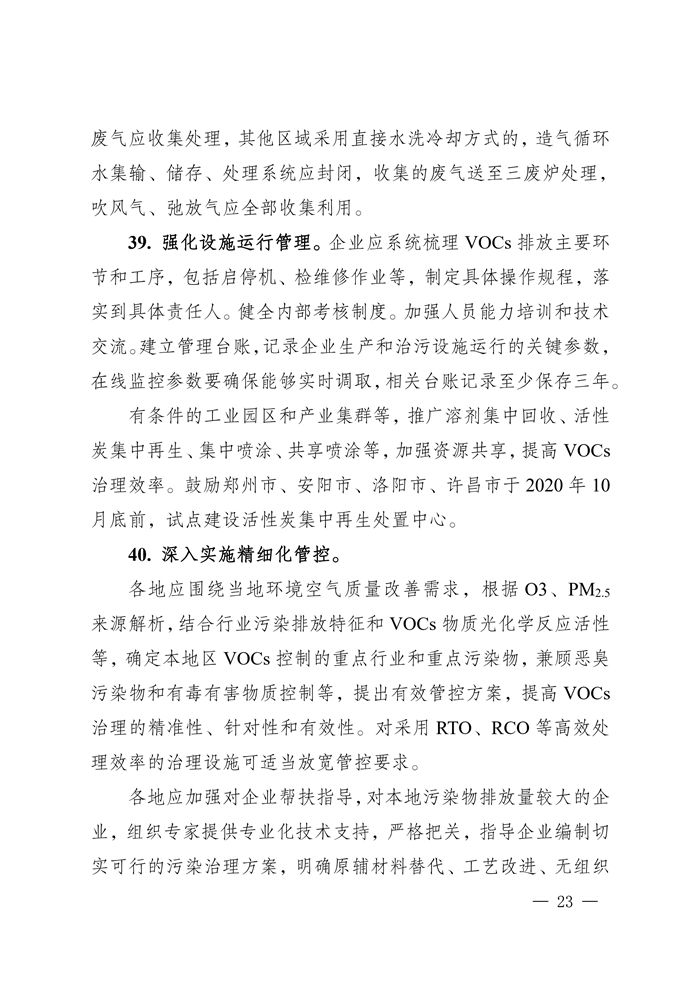 废气应收集处理，其他区域采用直接水洗冷却方式的，造气循环
水集输、储存、处理系统应封闭，收集的废气送至三废炉处理，
吹风气、弛放气应全部收集利用。
39. 强化设施运行管理。企业应系统梳理 VOCs 排放主要环
节和工序，包括启停机、检维修作业等，制定具体操作规程，落
实到具体责任人。健全内部考核制度。加强人员能力培训和技术
交流。建立管理台账，记录企业生产和治污设施运行的关键参数，
在线监控参数要确保能够实时调取，相关台账记录至少保存三年。
有条件的工业园区和产业集群等，推广溶剂集中回收、活性
炭集中再生、集中喷涂、共享喷涂等，加强资源共享，提高 VOCs
治理效率。鼓励郑州市、安阳市、洛阳市、许昌市于 2020 年 10
月底前，试点建设活性炭集中再生处置中心。
40. 深入实施精细化管控。
各地应围绕当地环境空气质量改善需求，根据 O3、PM2.5
来源解析，结合行业污染排放特征和 VOCs 物质光化学反应活性
等，确定本地区 VOCs 控制的重点行业和重点污染物，兼顾恶臭
污染物和有毒有害物质控制等，提出有效管控方案，提高 VOCs
治理的精准性、针对性和有效性。对采用 RTO、RCO 等高效处
理效率的治理设施可适当放宽管控要求。
各地应加强对企业帮扶指导，对本地污染物排放量较大的企
业，组织专家提供专业化技术支持，严格把关，指导企业编制切
实可行的污染治理方案，明确原辅材料替代、工艺改进、无组织
— 23 —